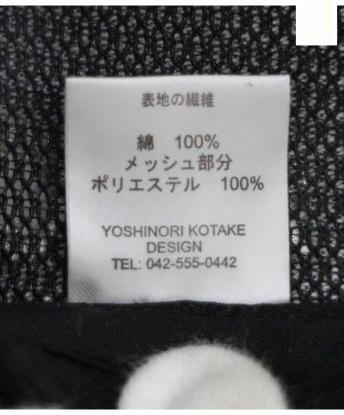 表地の繊維
綿　100%
メッシュ部分
ポリエステル　100%
YOSHINORI KOTAKE
DESIGN
TEL: 042-555-0442